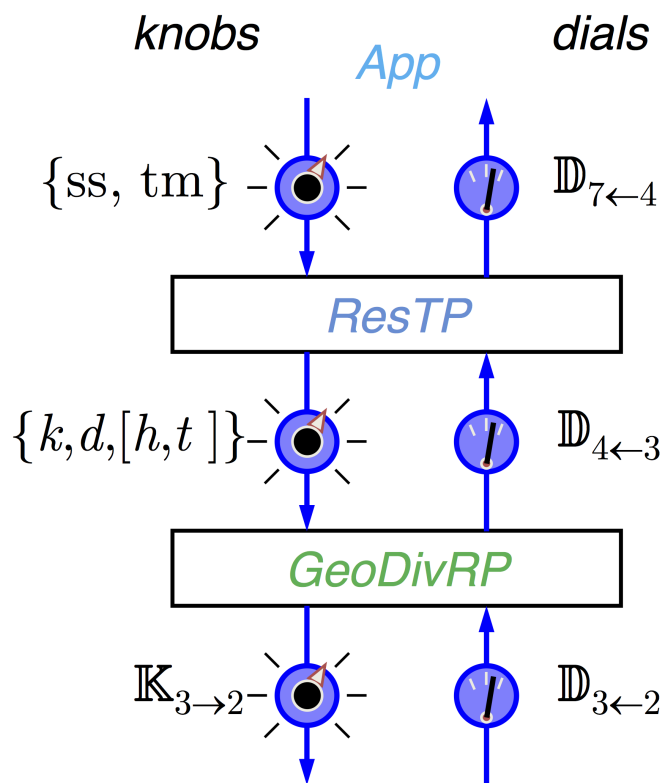 knobs dials
App
{ss, tm} 𝔻₇←₄
ResTP
{k,d,[h,t ]} 𝔻₄←₃
GeoDivRP
𝕂₃→₂ 𝔻₃←₂